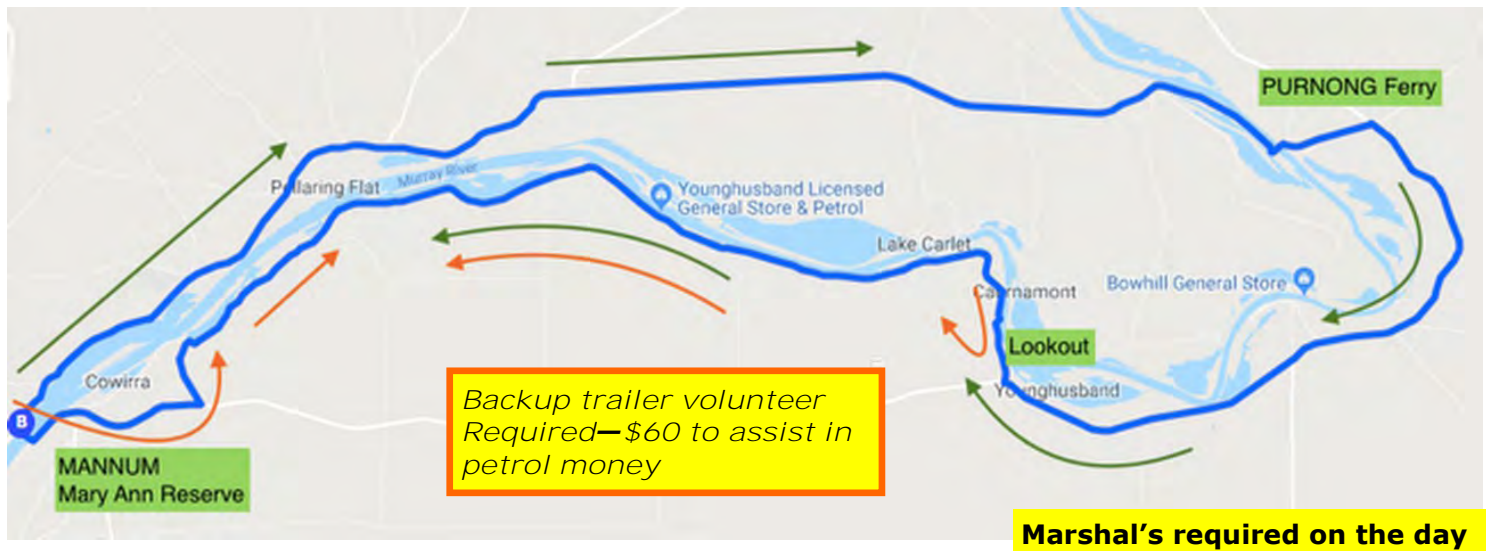 PURNONG Ferry
Pellaring Flat
Murray River
Younghusband Licensed
General Store & Petrol
Lake Carlet
Bowhill General Store
Caurnamont
Lookout
Cowirra
Younghusband
B
Backup trailer volunteer
Required—$60 to assist in
petrol money
MANNUM
Mary Ann Reserve
Marshal's required on the day